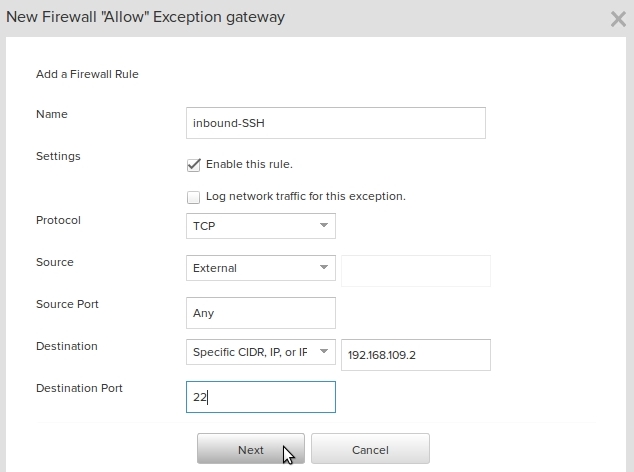 New Firewall "Allow" Exception gateway
Add a Firewall Rule
Name
inbound-SSH
Settings
Enable this rule.
Log network traffic for this exception.
Protocol
TCP
Source
External
Source Port
Any
Destination
Specific CIDR, IP, or IF
192.168.109.2
Destination Port
22
Next
Cancel